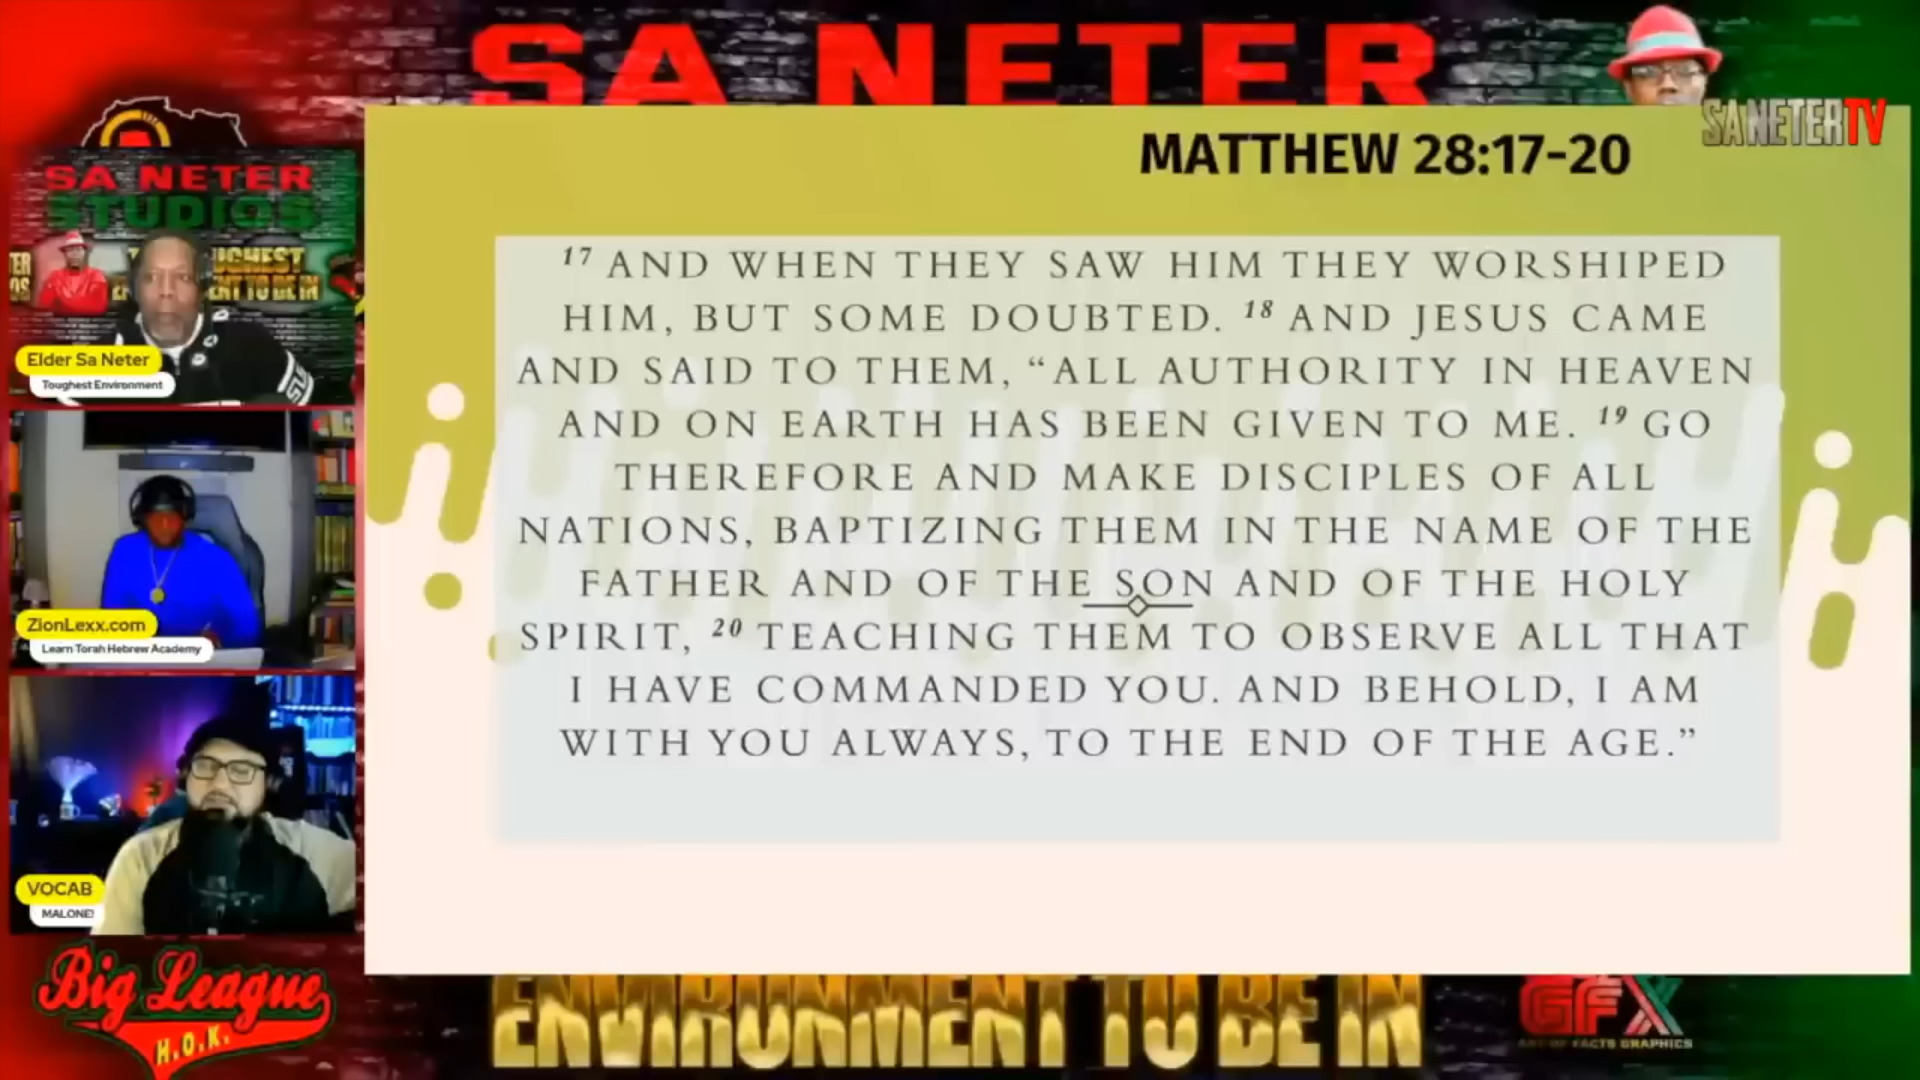 SA NETER
SANETERTV
MATTHEW 28:17-20
17 AND WHEN THEY SAW HIM THEY WORSHIPED
HIM, BUT SOME DOUBTED. 18 AND JESUS CAME
AND SAID TO THEM, “ALL AUTHORITY IN HEAVEN
AND ON EARTH HAS BEEN GIVEN TO ME. 19 GO
THEREFORE AND MAKE DISCIPLES OF ALL
NATIONS, BAPTIZING THEM IN THE NAME OF THE
FATHER AND OF THE SON AND OF THE HOLY
SPIRIT, 20 TEACHING THEM TO OBSERVE ALL THAT
I HAVE COMMANDED YOU. AND BEHOLD, I AM
WITH YOU ALWAYS, TO THE END OF THE AGE.”
SA NETER
STUDIOS
Elder Sa Neter
Toughest Environment
ZionLexx.com
Learn Torah Hebrew Academy
VOCAB
MALONE!
Big League
H.O.K.
ENVIRONMENT TO BE IN
GFX
ART OF FACTS GRAPHICS